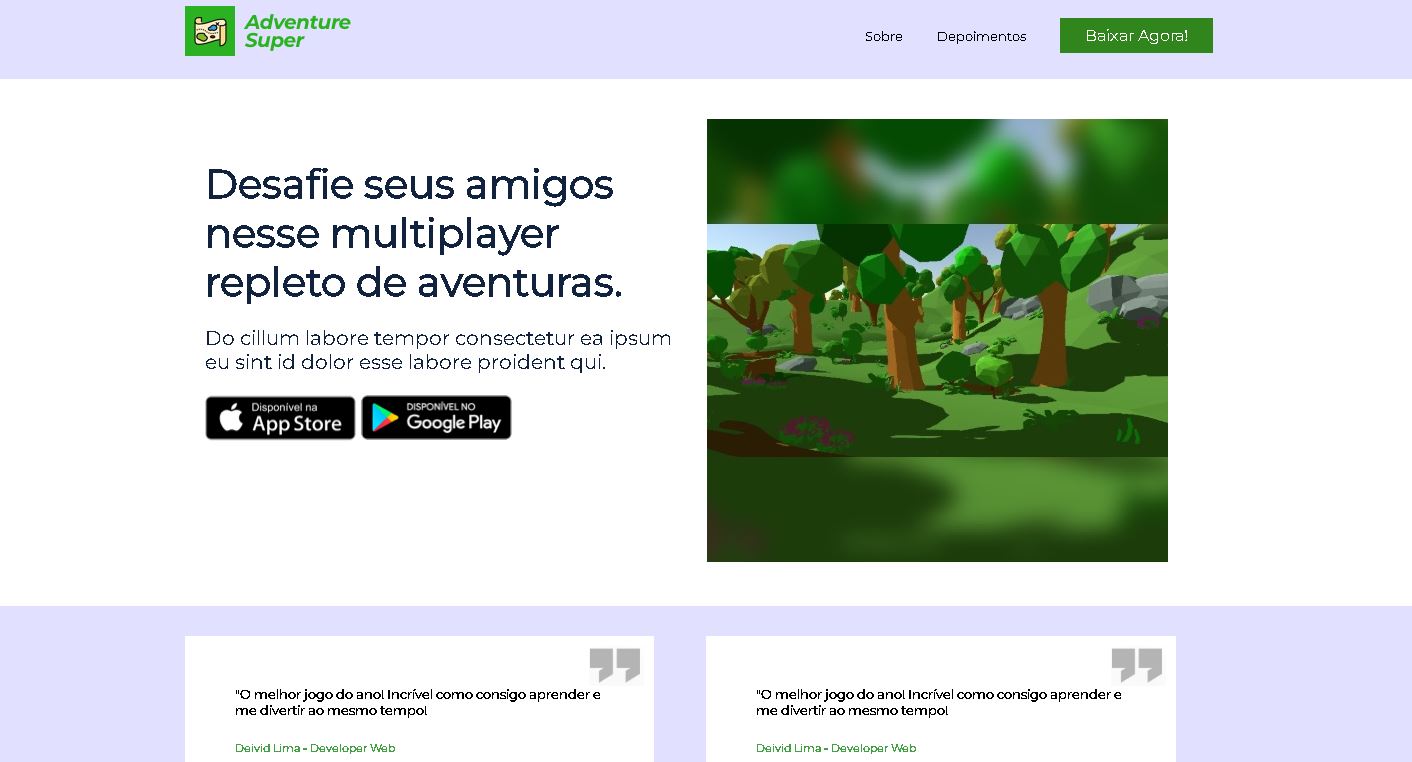 Adventure
Super
Sobre
Depoimentos
Baixar Agora!
Desafie seus amigos
nesse multiplayer
repleto de aventuras.
Do cillum labore tempor consectetur ea ipsum
eu sint id dolor esse labore proident qui.
Disponível na
App Store
DISPONÍVEL NO
Google Play
"O melhor jogo do ano! Incrível como consigo aprender e
me divertir ao mesmo tempo!
Deivid Lima - Developer Web
"O melhor jogo do ano! Incrível como consigo aprender e
me divertir ao mesmo tempo!
Deivid Lima - Developer Web